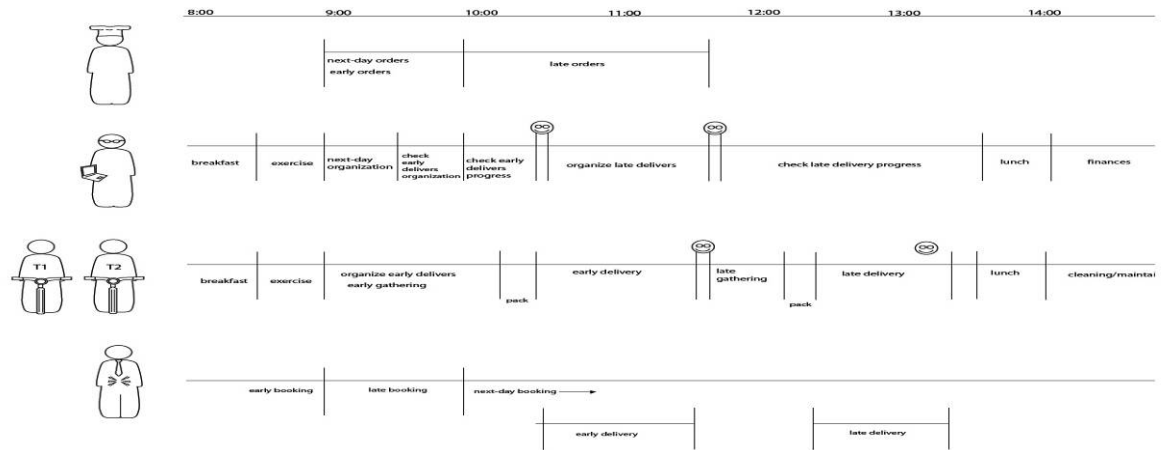 8:00 9:00 10:00 11:00 12:00 13:00 14:00
next-day orders
early orders
late orders
breakfast
exercise
next-day
organization
check
early
delivers
organization
check early
delivers
progress
organize late delivers
check late delivery progress
lunch
finances
T1
T2
breakfast
exercise
organize early delivers
early gathering
pack
early delivery
late
gathering
pack
late delivery
lunch
cleaning/maintai
early booking
late booking
next-day booking
early delivery
late delivery